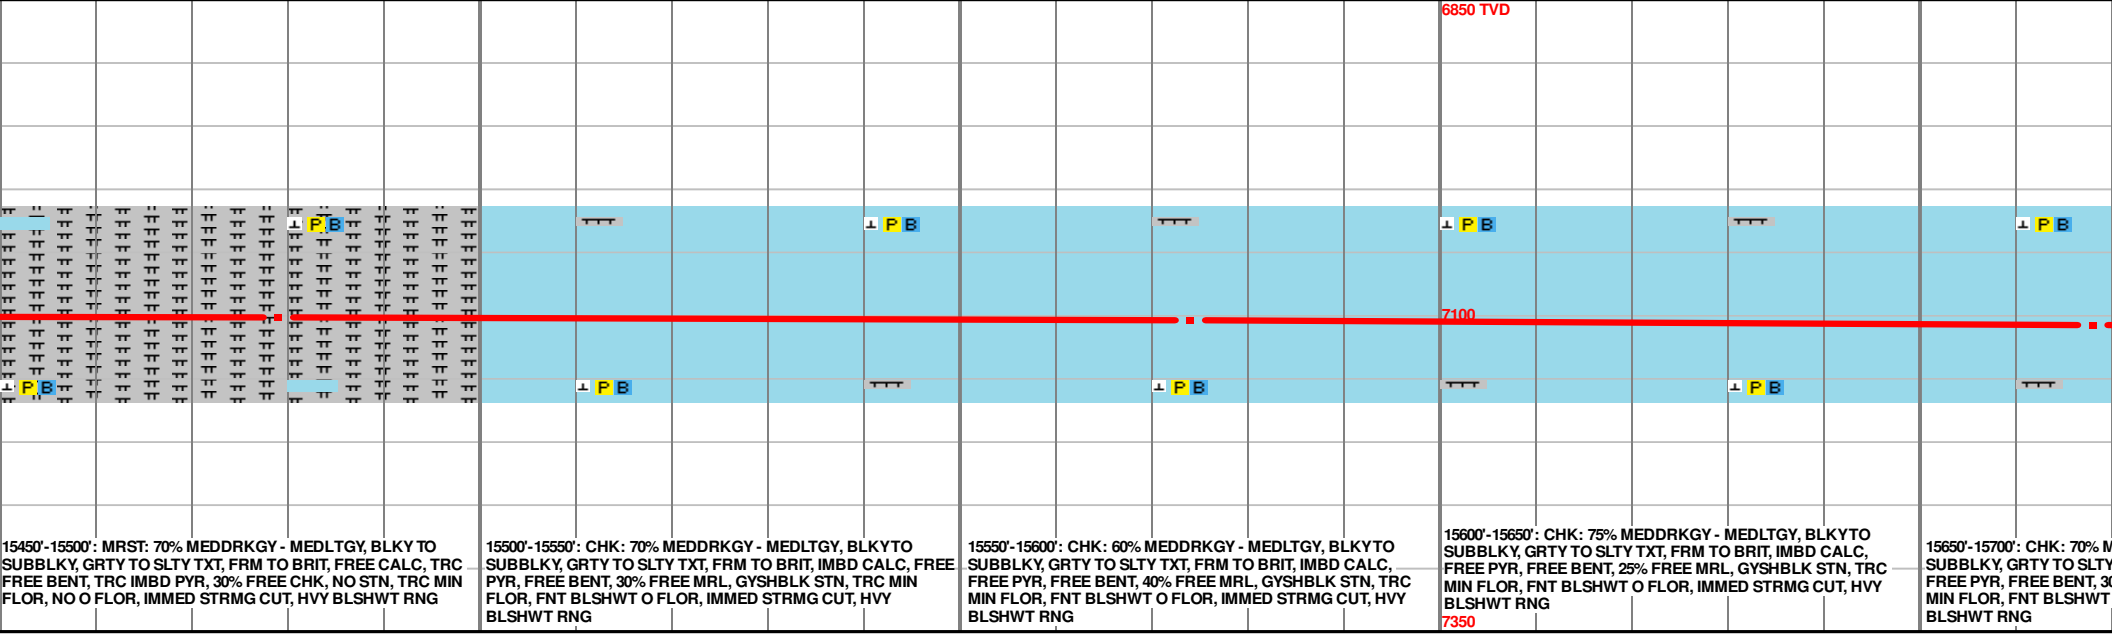 6850 TVD
P B
P B
P B
P B
7100
P B
P B
P B
P B
15450'-15500': MRST: 70% MEDDRKGY - MEDLTGY, BLKY TO
SUBBLKY, GRTY TO SLTY TXT, FRM TO BRIT, FREE CALC, TRC
FREE BENT, TRC IMBD PYR, 30% FREE CHK, NO STN, TRC MIN
FLOR, NO O FLOR, IMMED STRMG CUT, HVY BLSHWT RNG
15500'-15550': CHK: 70% MEDDRKGY - MEDLTGY, BLKY TO
SUBBLKY, GRTY TO SLTY TXT, FRM TO BRIT, IMBD CALC, FREE
PYR, FREE BENT, 30% FREE MRL, GYSHBLK STN, TRC MIN
FLOR, FNT BLSHWT O FLOR, IMMED STRMG CUT, HVY
BLSHWT RNG
15550'-15600': CHK: 60% MEDDRKGY - MEDLTGY, BLKY TO
SUBBLKY, GRTY TO SLTY TXT, FRM TO BRIT, IMBD CALC,
FREE PYR, FREE BENT, 40% FREE MRL, GYSHBLK STN, TRC
MIN FLOR, FNT BLSHWT O FLOR, IMMED STRMG CUT, HVY
BLSHWT RNG
15600'-15650': CHK: 75% MEDDRKGY - MEDLTGY, BLKY TO
SUBBLKY, GRTY TO SLTY TXT, FRM TO BRIT, IMBD CALC,
FREE PYR, FREE BENT, 25% FREE MRL, GYSHBLK STN, TRC
MIN FLOR, FNT BLSHWT O FLOR, IMMED STRMG CUT, HVY
BLSHWT RNG
7350
15650'-15700': CHK: 70% M
SUBBLKY, GRTY TO SLTY
FREE PYR, FREE BENT, 30
MIN FLOR, FNT BLSHWT
BLSHWT RNG